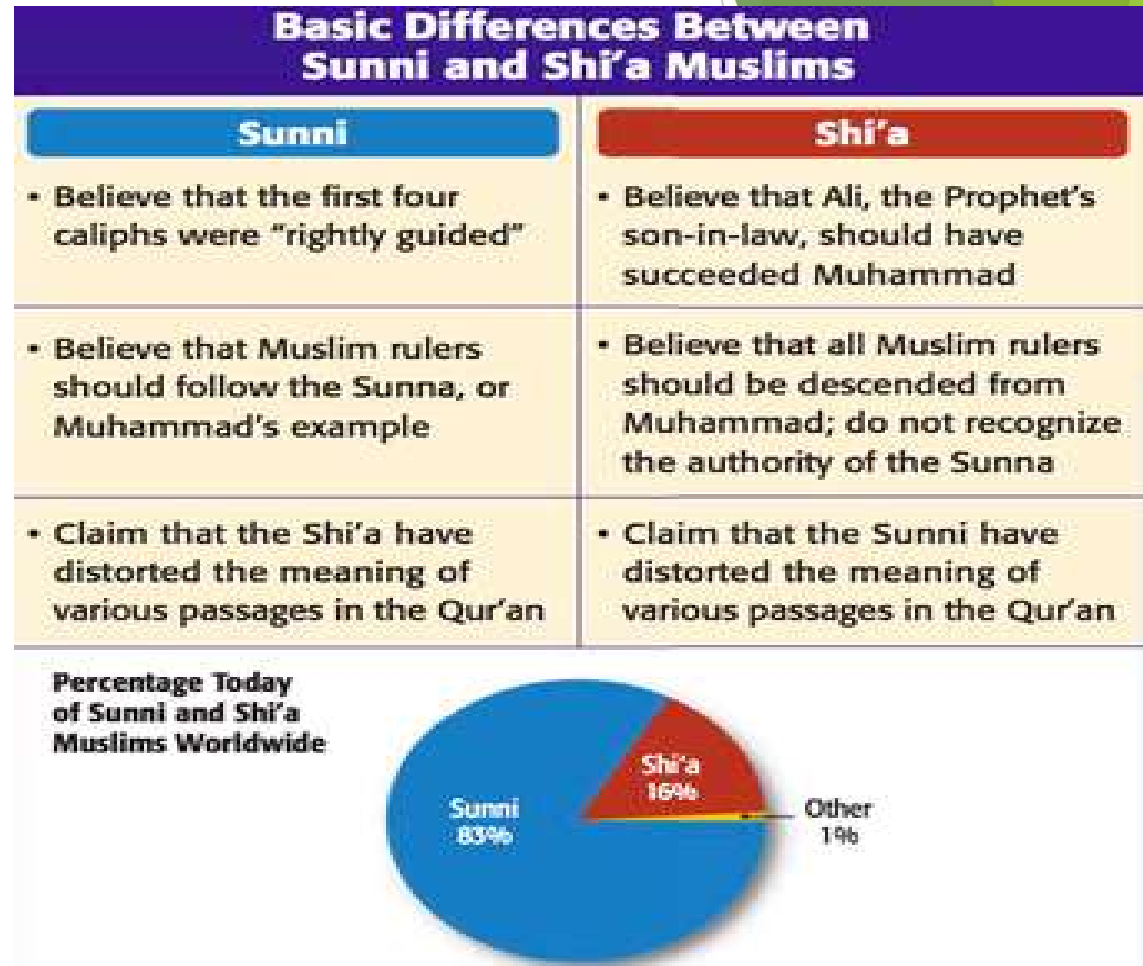 Basic Differences Between
Sunni and Shi'a Muslims
Sunni
• Believe that the first four
caliphs were "rightly guided"
• Believe that Muslim rulers
should follow the Sunna, or
Muhammad's example
• Claim that the Shi'a have
distorted the meaning of
various passages in the Qur'an
Shi'a
• Believe that Ali, the Prophet's
son-in-law, should have
succeeded Muhammad
• Believe that all Muslim rulers
should be descended from
Muhammad; do not recognize
the authority of the Sunna
• Claim that the Sunni have
distorted the meaning of
various passages in the Qur'an
Percentage Today
of Sunni and Shi'a
Muslims Worldwide
Sunni
83%
Shi'a
16%
Other
1%